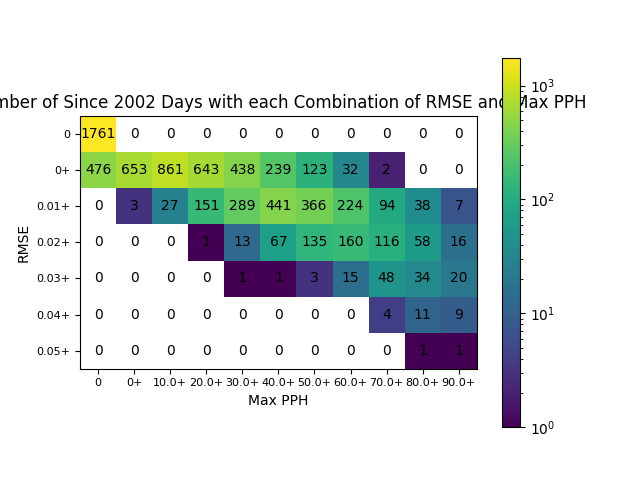 mber of Since 2002 Days with each Combination of RMSE and Max PPH
0 1761 0 0 0 0 0 0 0 0 0 0
0+ 476 653 861 643 438 239 123 32 2 0 0
0.01+ 0 3 27 151 289 441 366 224 94 38 7
0.02+ 0 0 0 1 13 67 135 160 116 58 16
0.03+ 0 0 0 0 1 1 3 15 48 34 20
0.04+ 0 0 0 0 0 0 0 0 4 11 9
0.05+ 0 0 0 0 0 0 0 0 0 1 1
0 0+ 10.0+ 20.0+ 30.0+ 40.0+ 50.0+ 60.0+ 70.0+ 80.0+ 90.0+
Max PPH
RMSE
10³
10²
10¹
10⁰